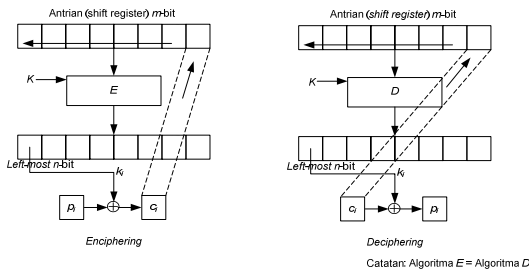 Antrian (shift register) m-bit
K
E
Left-most n-bit
ki
pi
ci
Enciphering
Antrian (shift register) m-bit
K
D
Left-most n-bit
ki
ci
pi
Deciphering
Catatan: Algoritma E = Algoritma D